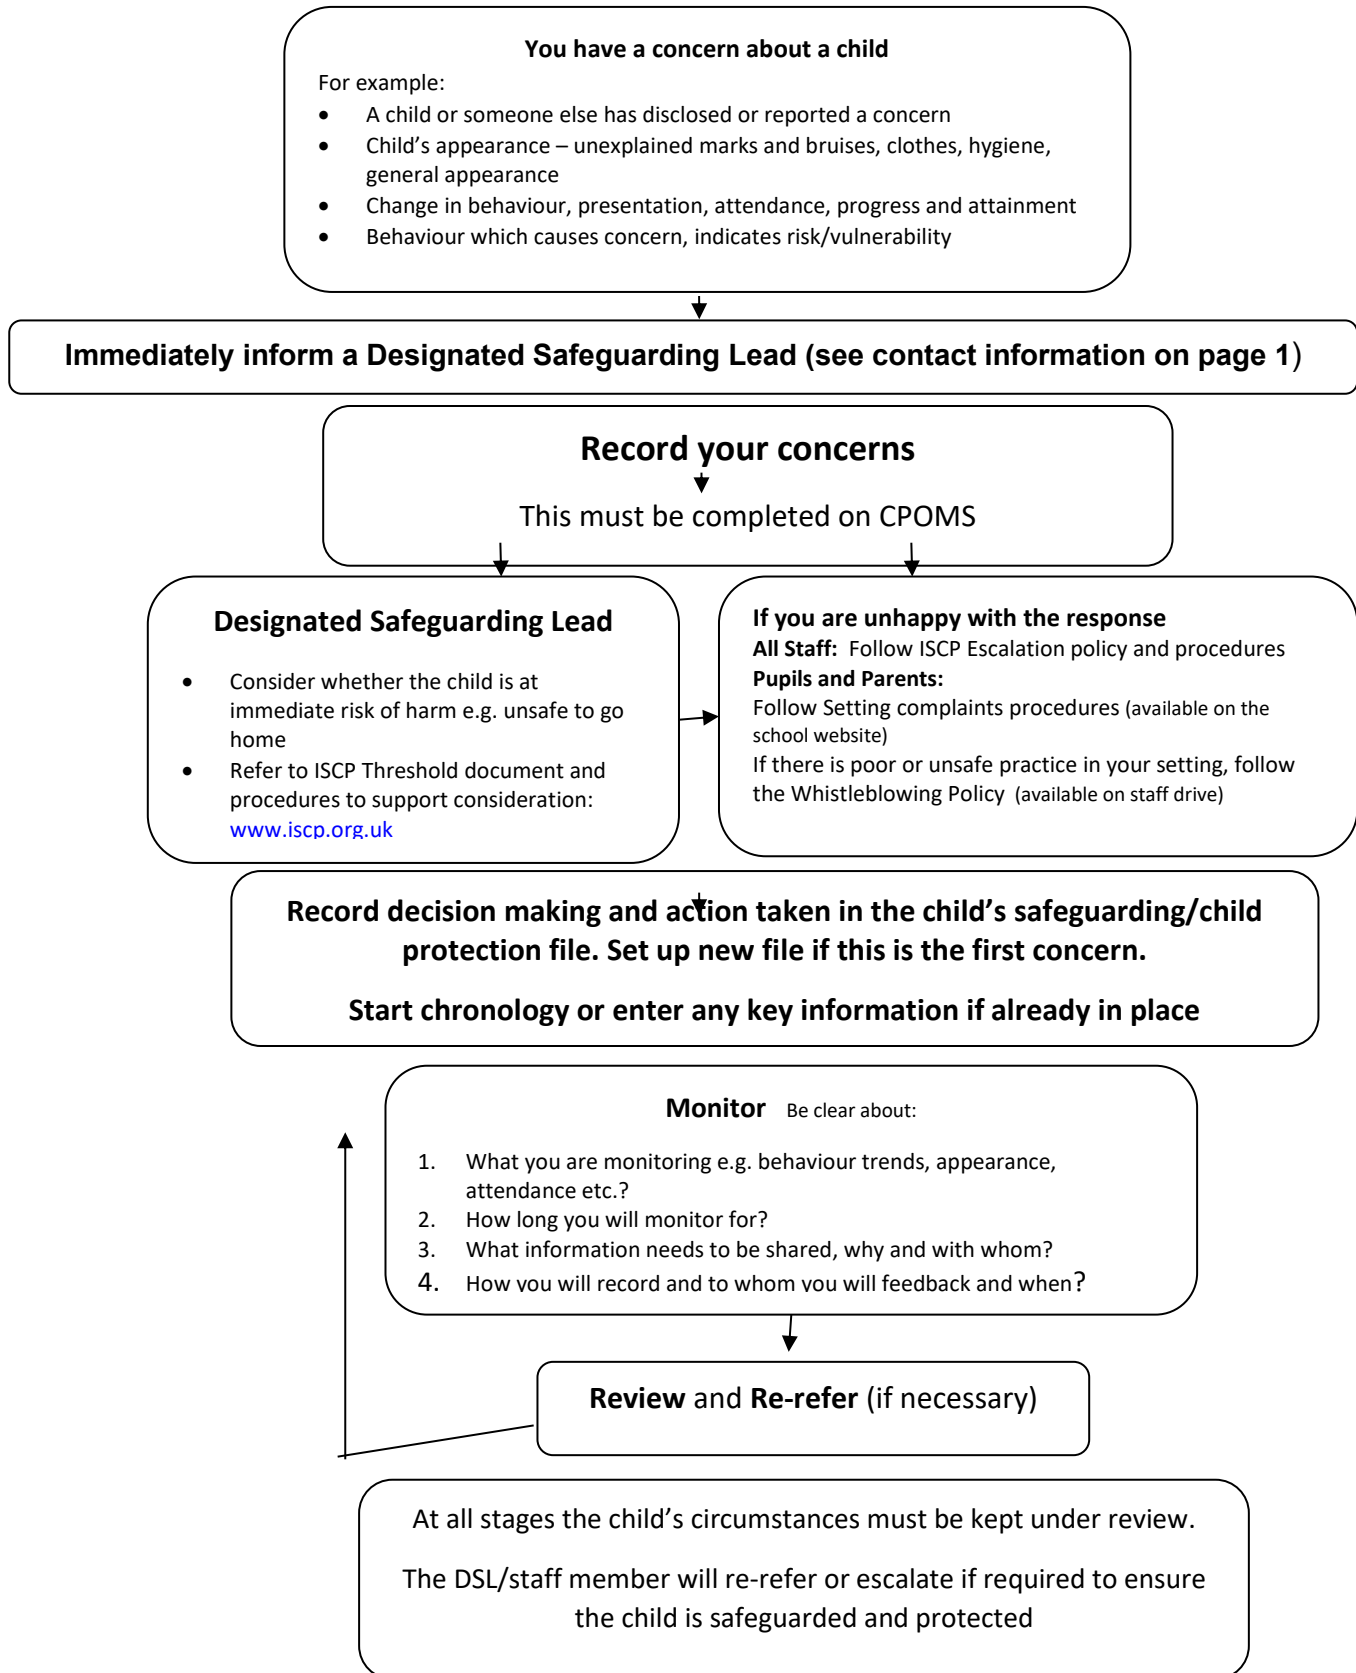 You have a concern about a child
For example:
• A child or someone else has disclosed or reported a concern
• Child’s appearance – unexplained marks and bruises, clothes, hygiene,
general appearance
• Change in behaviour, presentation, attendance, progress and attainment
• Behaviour which causes concern, indicates risk/vulnerability
Immediately inform a Designated Safeguarding Lead (see contact information on page 1)
Record your concerns
This must be completed on CPOMS
Designated Safeguarding Lead
• Consider whether the child is at
immediate risk of harm e.g. unsafe to go
home
• Refer to ISCP Threshold document and
procedures to support consideration:
www.iscp.org.uk
If you are unhappy with the response
All Staff: Follow ISCP Escalation policy and procedures
Pupils and Parents:
Follow Setting complaints procedures (available on the
school website)
If there is poor or unsafe practice in your setting, follow
the Whistleblowing Policy (available on staff drive)
Record decision making and action taken in the child’s safeguarding/child
protection file. Set up new file if this is the first concern.
Start chronology or enter any key information if already in place
Monitor Be clear about:
1. What you are monitoring e.g. behaviour trends, appearance,
attendance etc.?
2. How long you will monitor for?
3. What information needs to be shared, why and with whom?
4. How you will record and to whom you will feedback and when?
Review and Re-refer (if necessary)
At all stages the child’s circumstances must be kept under review.
The DSL/staff member will re-refer or escalate if required to ensure
the child is safeguarded and protected